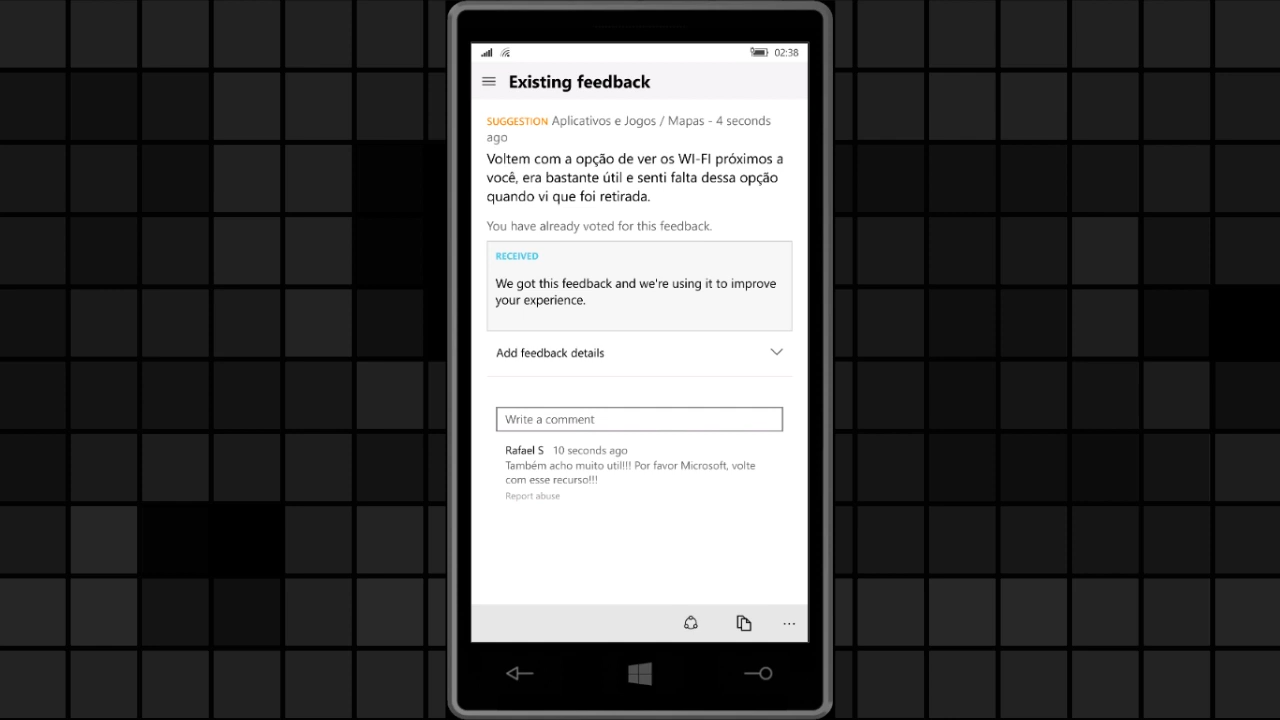 02:38
Existing feedback
SUGGESTION Aplicativos e Jogos / Mapas - 4 seconds
ago
Voltem com a opção de ver os WI-FI próximos a
você, era bastante útil e senti falta dessa opção
quando vi que foi retirada.
You have already voted for this feedback.
RECEIVED
We got this feedback and we're using it to improve
your experience.
Add feedback details
Write a comment
Rafael S 10 seconds ago
Também acho muito util!!! Por favor Microsoft, volte
com esse recurso!!!
Report abuse